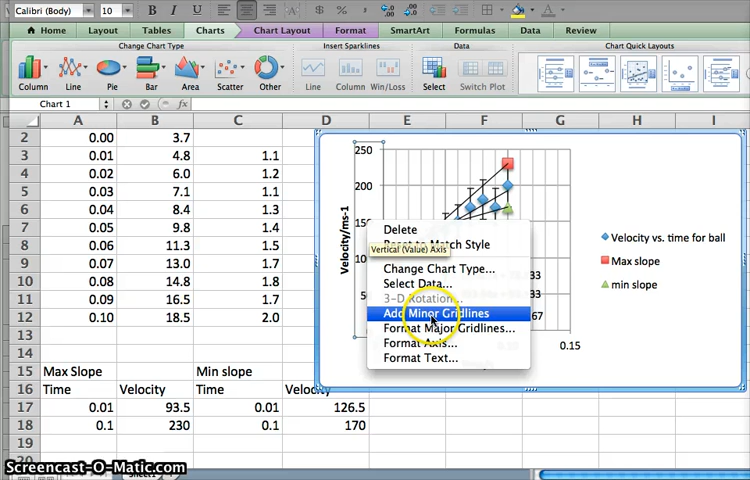 Calibri (Body) 10 B I U A $ % A
Home Layout Tables Charts Chart Layout Format SmartArt Formulas Data Review
Change Chart Type Insert Sparklines Data Chart Quick Layouts
Column Line Pie Bar Area Scatter Other Line Column Win/Loss Select Switch Plot
Chart 1 fx
A B C D E F G H I
2 0.00 3.7
3 0.01 4.8 1.1
4 0.02 6.0 1.2
5 0.03 7.1 1.1
6 0.04 8.4 1.3
7 0.05 9.8 1.4
8 0.06 11.3 1.5
9 0.07 13.0 1.7
10 0.08 14.8 1.8
11 0.09 16.5 1.7
12 0.10 18.5 2.0
13
14
15 Max Slope Min slope
16 Time Velocity Time Velocity
17 0.01 93.5 0.01 126.5
18 0.1 230 0.1 170
19
20
250
200
150
Velocity/ms-1
0.15
Velocity vs. time for ball
Max slope
min slope
Delete
Reset to Match Style
Vertical (Value) Axis
Change Chart Type...
Select Data...
3-D Rotation...
Add Minor Gridlines
Format Major Gridlines...
Format Axis...
Format Text...
Screencast-O-Matic.com
Sheet1